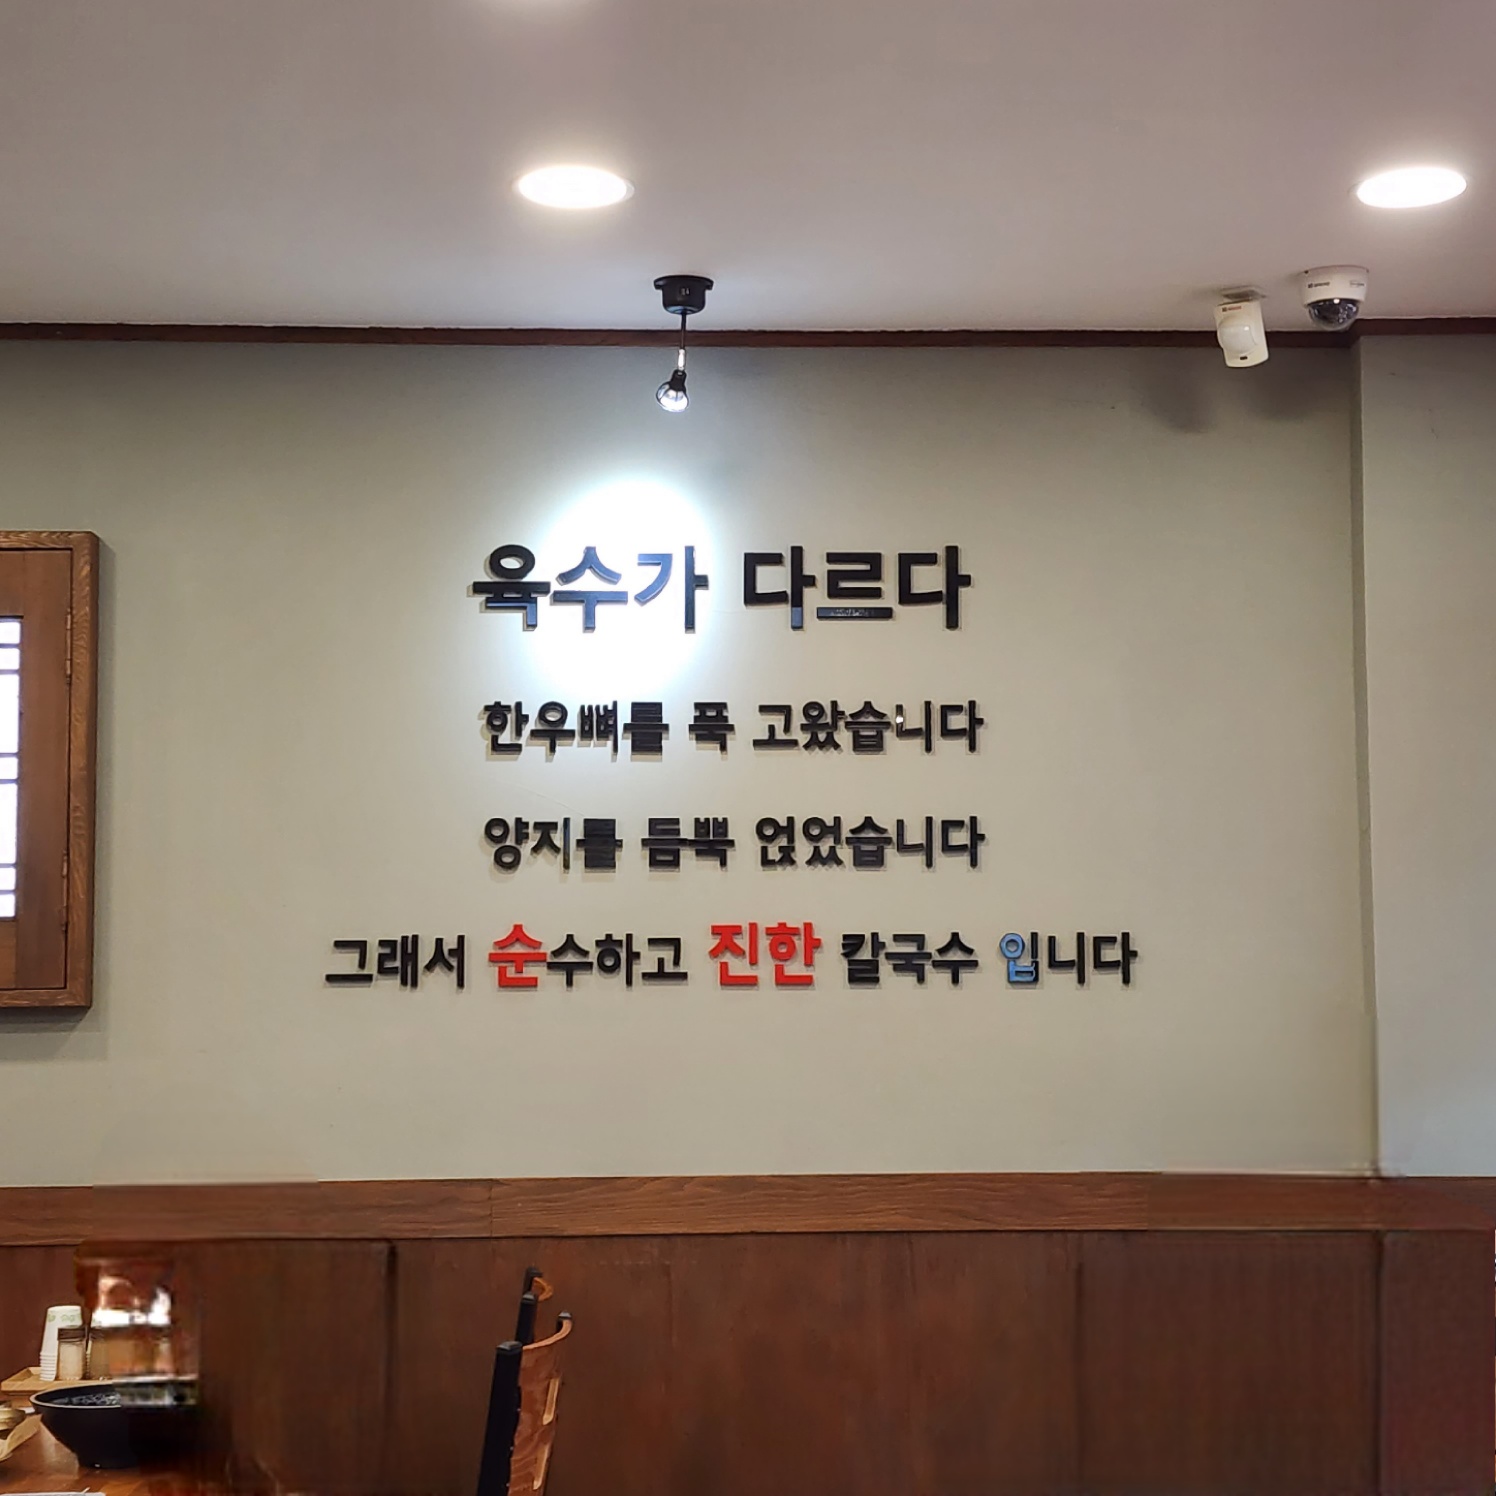 육수가 다르다
한우뼈를 푹 고왔습니다
양지를 듬뿍 얹었습니다
그래서 순수하고 진한 칼국수 입니다